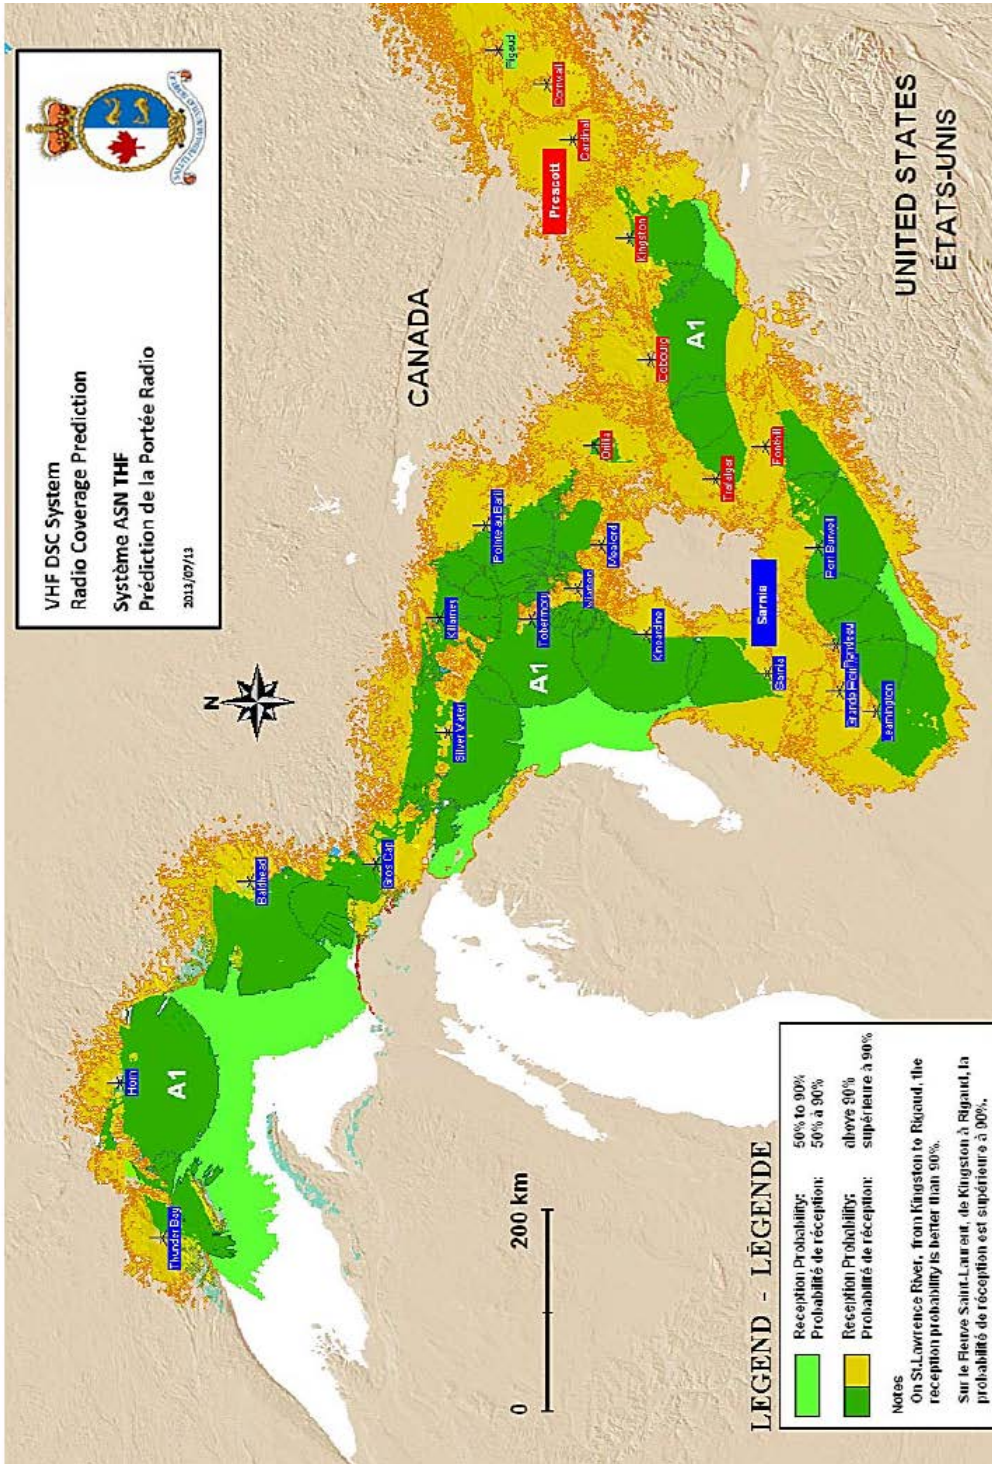 VHF DSC System
Radio Coverage Prediction
Système ASN THF
Prédiction de la Portée Radio
2013/07/13
N
CANADA
UNITED STATES
ÉTATS-UNIS
Thunder Bay
Horn
A1
Baldhead
Gros Cap
Silver Water
Killarney
Tobermory
A1
Pointe au Baril
Wiarton
Meaford
Kincardine
Sarnia
Sarnia
Leamington
Port Burwell
Orillia
Trafalgar
Fonthill
Cobourg
A1
Kingston
Prescott
Cardinal
Cornwall
Rigaud
0
200 km
LEGEND - LÉGENDE
Reception Probability: 50% to 90%
Probabilité de réception: 50% à 90%
Reception Probability: above 90%
Probabilité de réception: supérieure à 90%
Notes
On St.Lawrence River, from Kingston to Rigaud, the
reception probability is better than 90%.
Sur le Fleuve Saint-Laurent, de Kingston à Rigaud, la
probabilité de réception est supérieure à 90%.